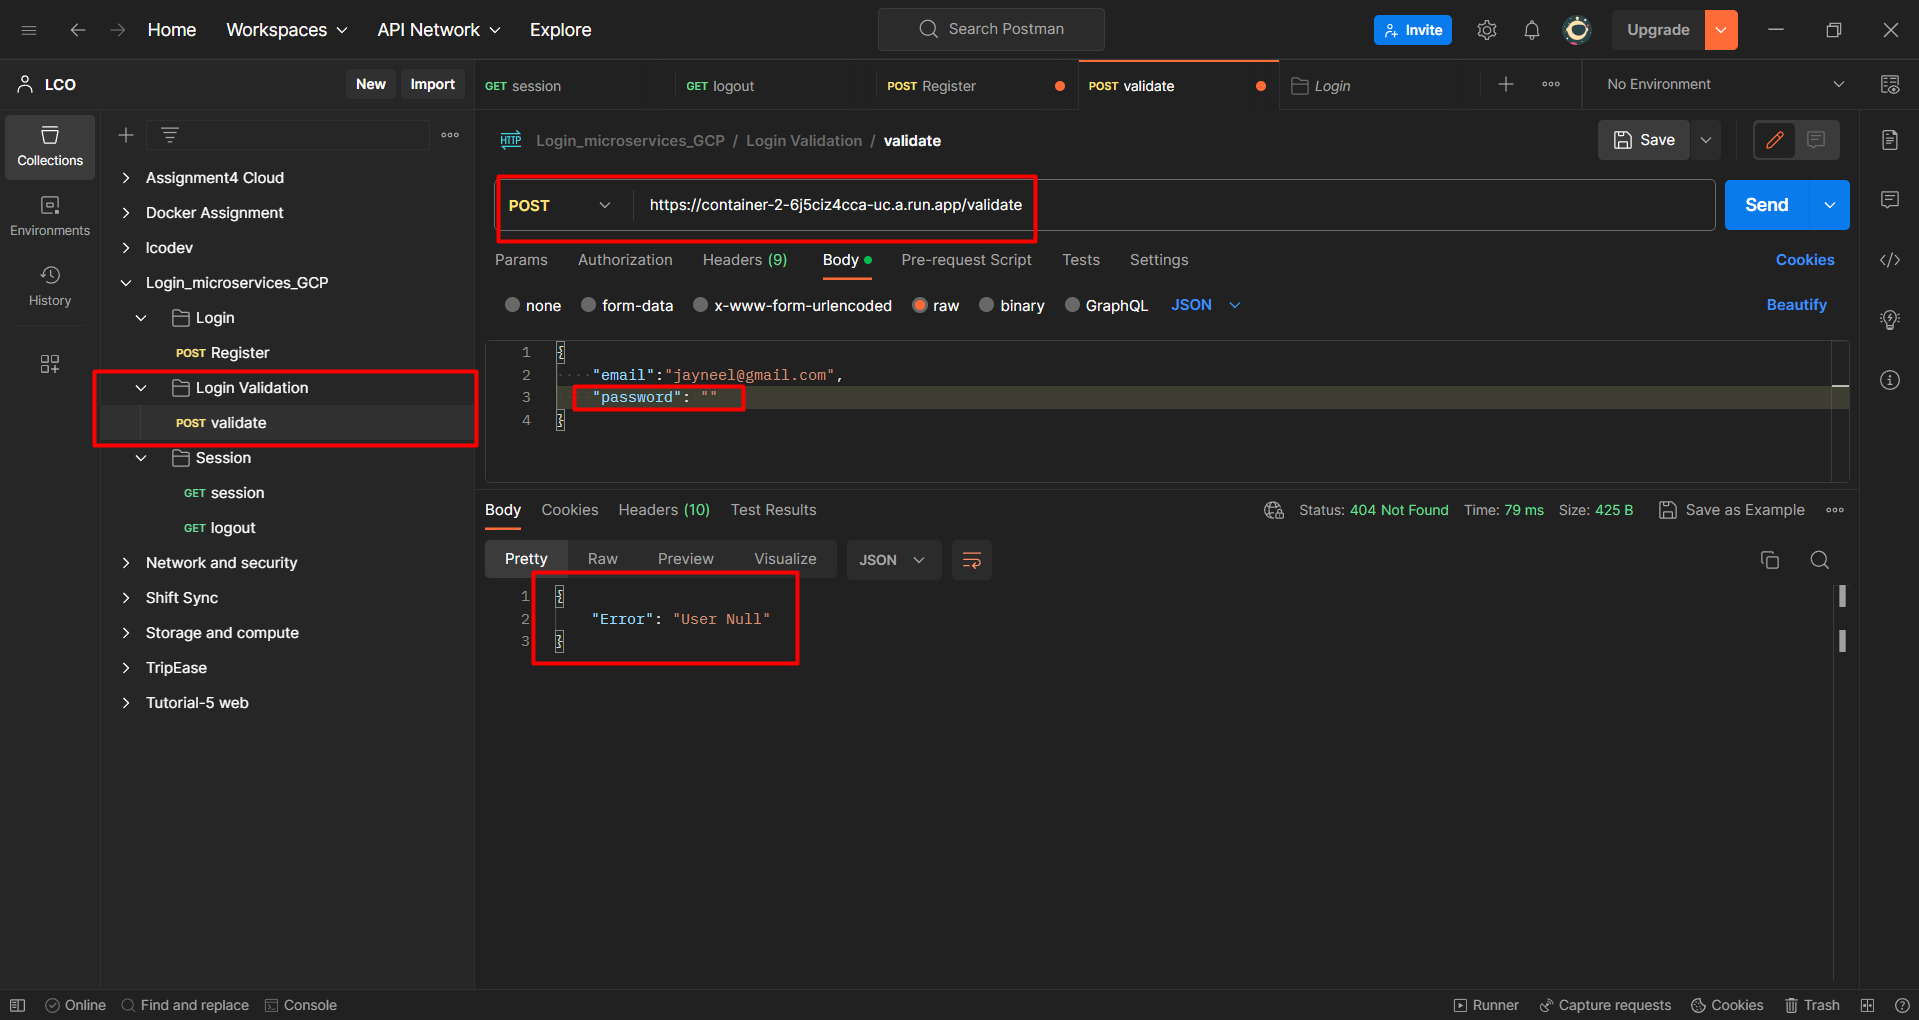 Home Workspaces API Network Explore Search Postman Invite Upgrade
LCO New Import GET session GET logout POST Register POST validate Login No Environment
Collections
Environments
History
Assignment4 Cloud
Docker Assignment
lcodev
Login_microservices_GCP
Login
POST Register
Login Validation
POST validate
Session
GET session
GET logout
Network and security
Shift Sync
Storage and compute
TripEase
Tutorial-5 web
HTTP Login_microservices_GCP / Login Validation / validate Save
POST https://container-2-6j5ciz4cca-uc.a.run.app/validate Send
Params Authorization Headers (9) Body Pre-request Script Tests Settings Cookies
none form-data x-www-form-urlencoded raw binary GraphQL JSON Beautify
1 {
2 "email":"jayneel@gmail.com",
3 "password": ""
4 }
Body Cookies Headers (10) Test Results Status: 404 Not Found Time: 79 ms Size: 425 B Save as Example
Pretty Raw Preview Visualize JSON
1 {
2 "Error": "User Null"
3 }
Online Find and replace Console Runner Capture requests Cookies Trash